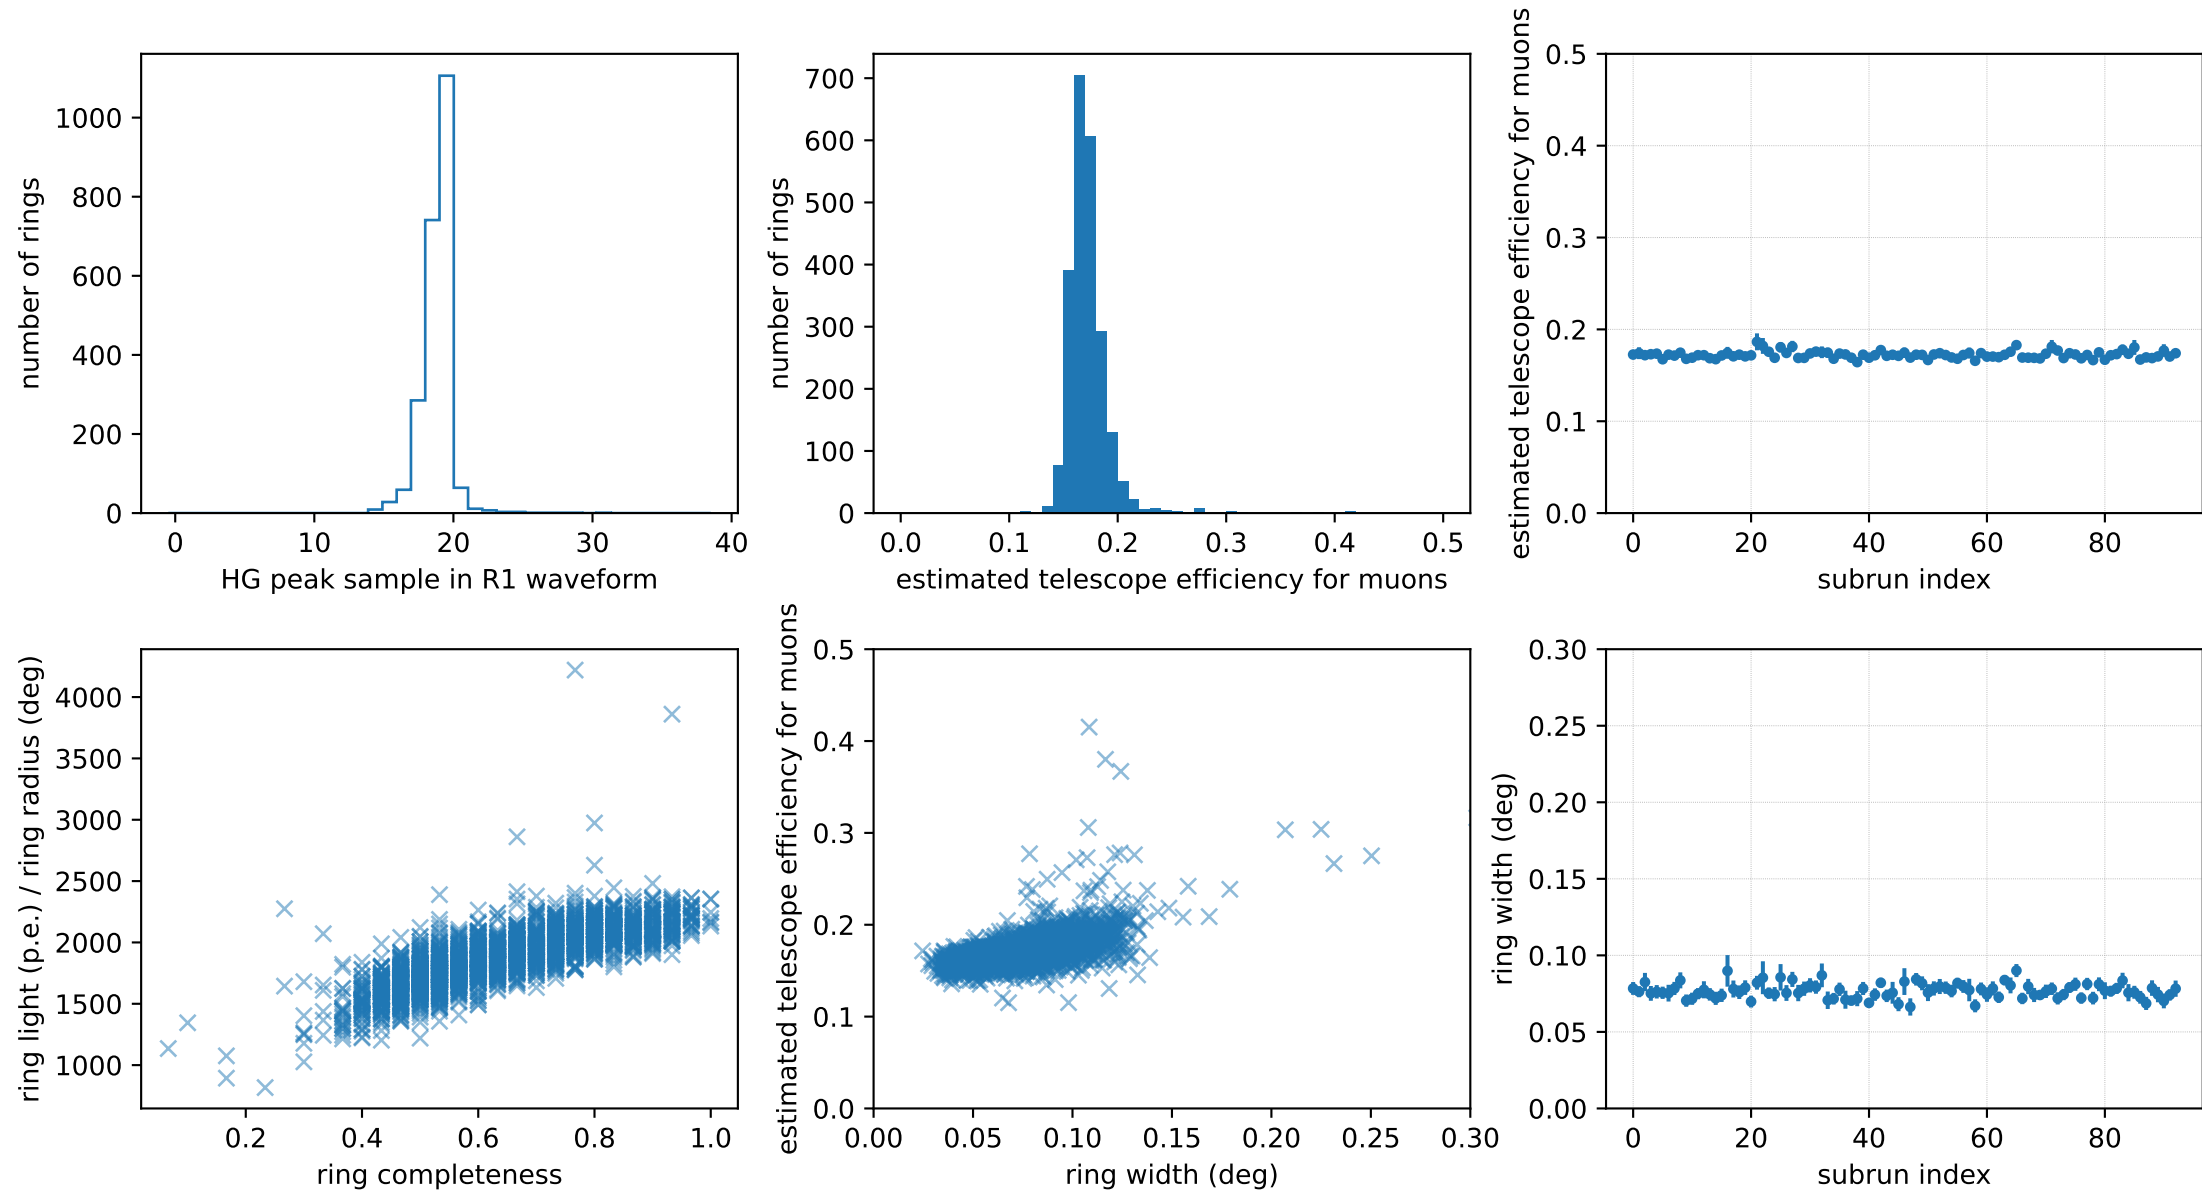 number of rings
1000
800
600
400
200
0
0 10 20 30 40
HG peak sample in R1 waveform
number of rings
700
600
500
400
300
200
100
0
0.0 0.1 0.2 0.3 0.4 0.5
estimated telescope efficiency for muons
estimated telescope efficiency for muons
0.5
0.4
0.3
0.2
0.1
0.0
0 20 40 60 80
subrun index
ring light (p.e.) / ring radius (deg)
4000
3500
3000
2500
2000
1500
1000
0.2 0.4 0.6 0.8 1.0
ring completeness
estimated telescope efficiency for muons
0.5
0.4
0.3
0.2
0.1
0.0
0.00 0.05 0.10 0.15 0.20 0.25 0.30
ring width (deg)
ring width (deg)
0.30
0.25
0.20
0.15
0.10
0.05
0.00
0 20 40 60 80
subrun index